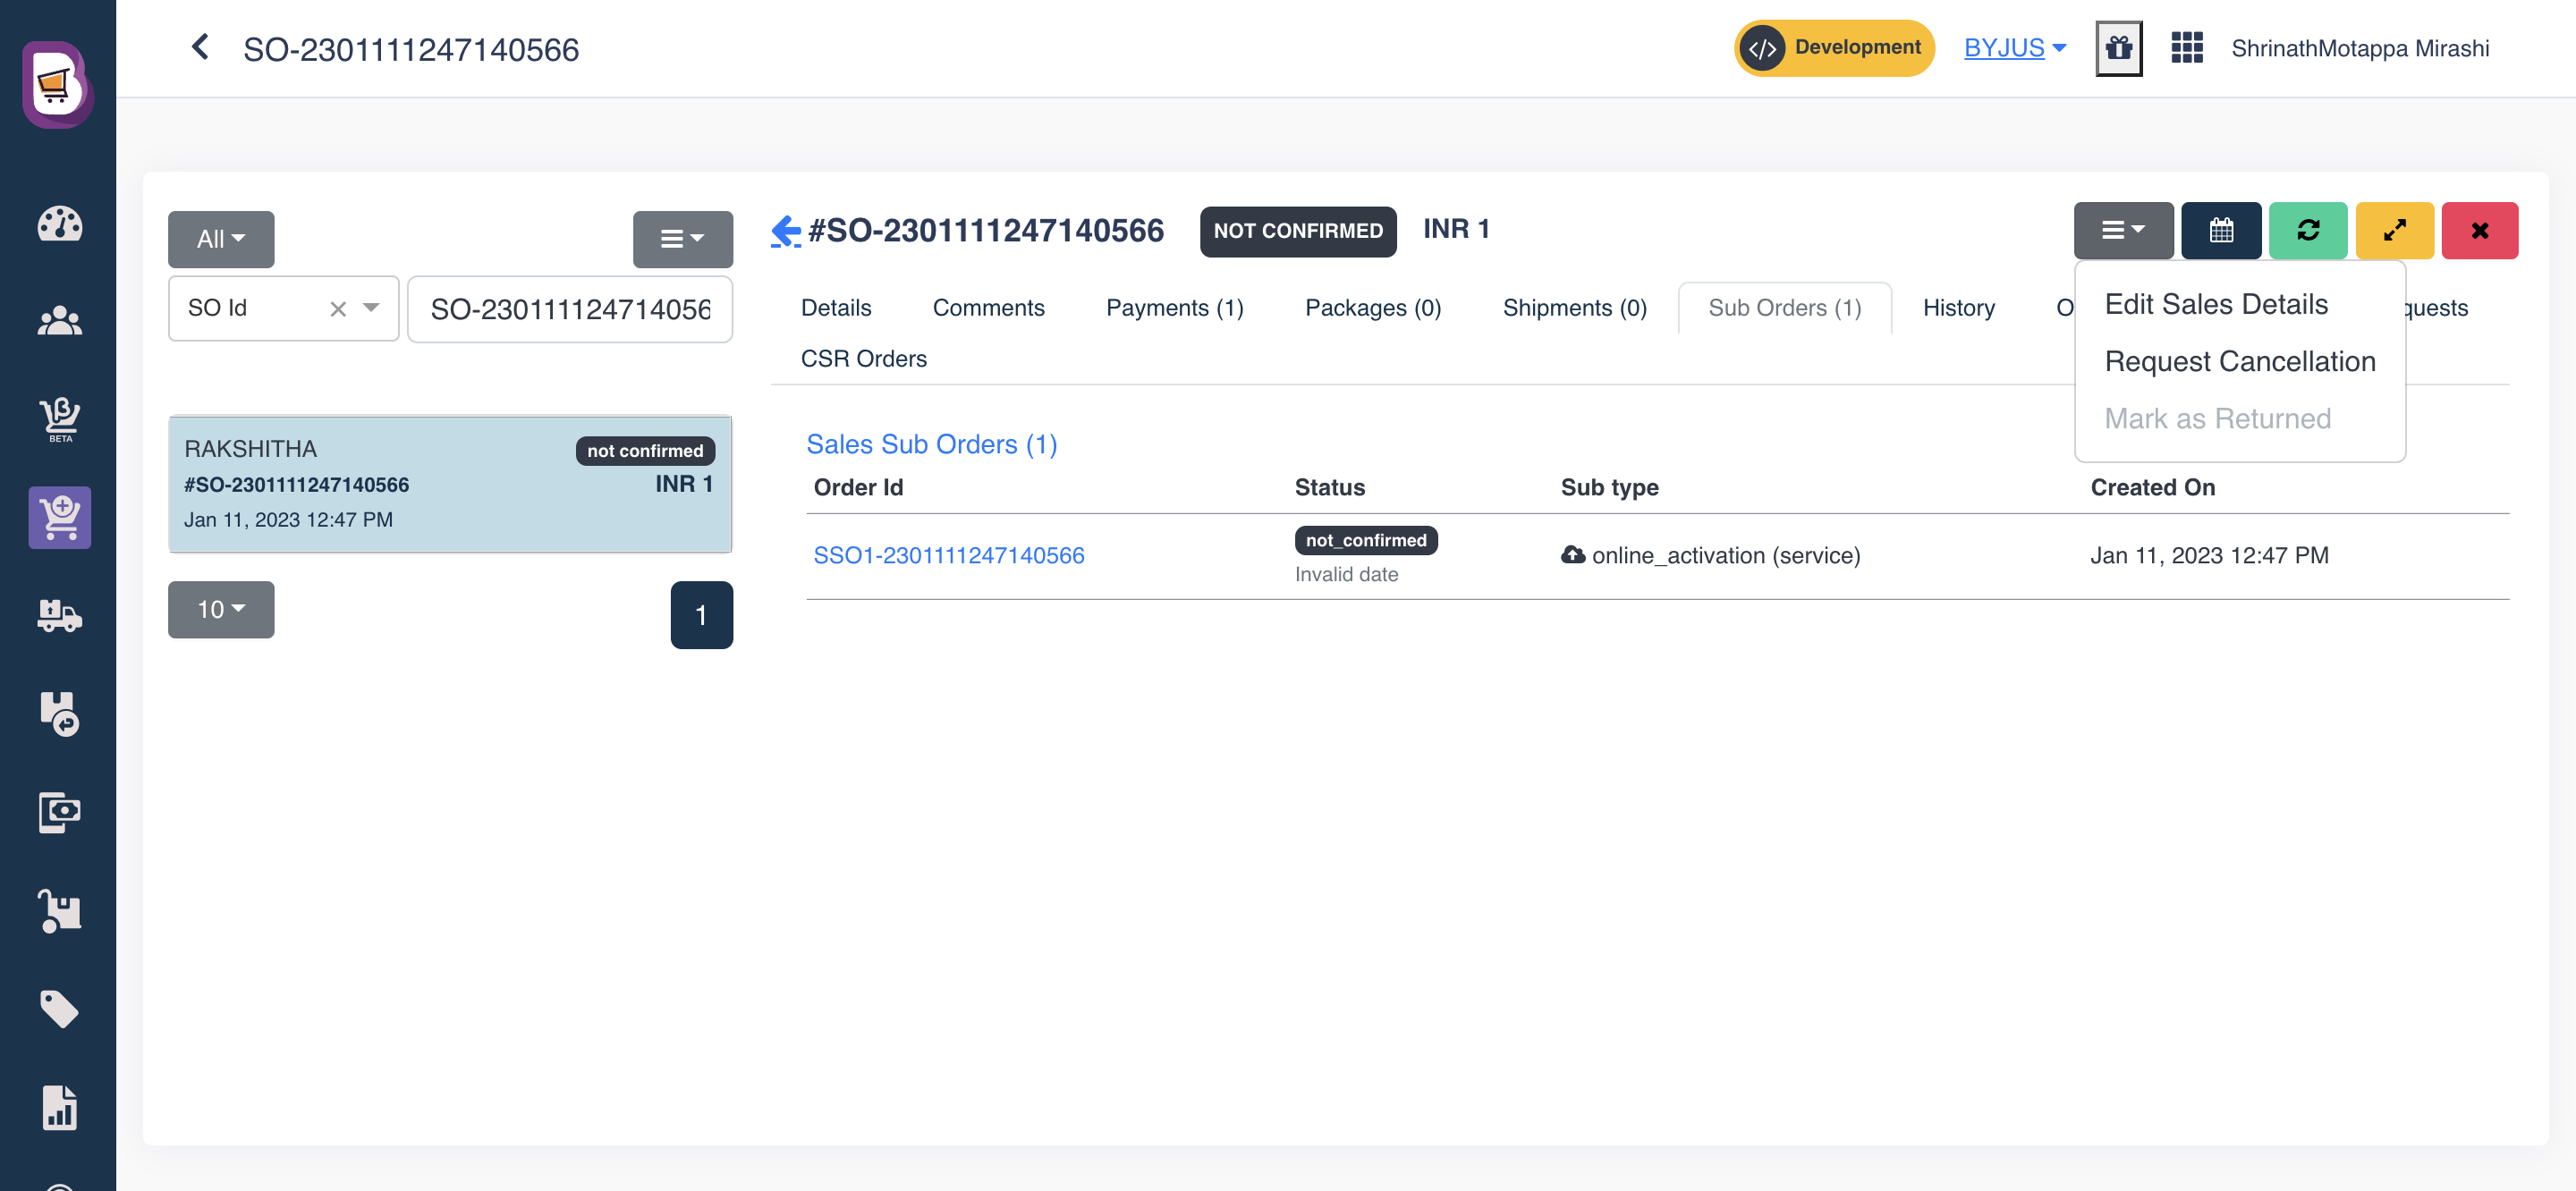 SO-2301111247140566
Development
BYJUS
ShrinathMotappa Mirashi
BETA
All
SO Id
SO-230111124714056
RAKSHITHA
not confirmed
#SO-2301111247140566
INR 1
Jan 11, 2023 12:47 PM
10
1
#SO-2301111247140566
NOT CONFIRMED
INR 1
Details
Comments
Payments (1)
Packages (0)
Shipments (0)
Sub Orders (1)
History
CSR Orders
Edit Sales Details
Request Cancellation
Mark as Returned
Sales Sub Orders (1)
Order Id
Status
Sub type
Created On
SSO1-2301111247140566
not_confirmed
Invalid date
online_activation (service)
Jan 11, 2023 12:47 PM